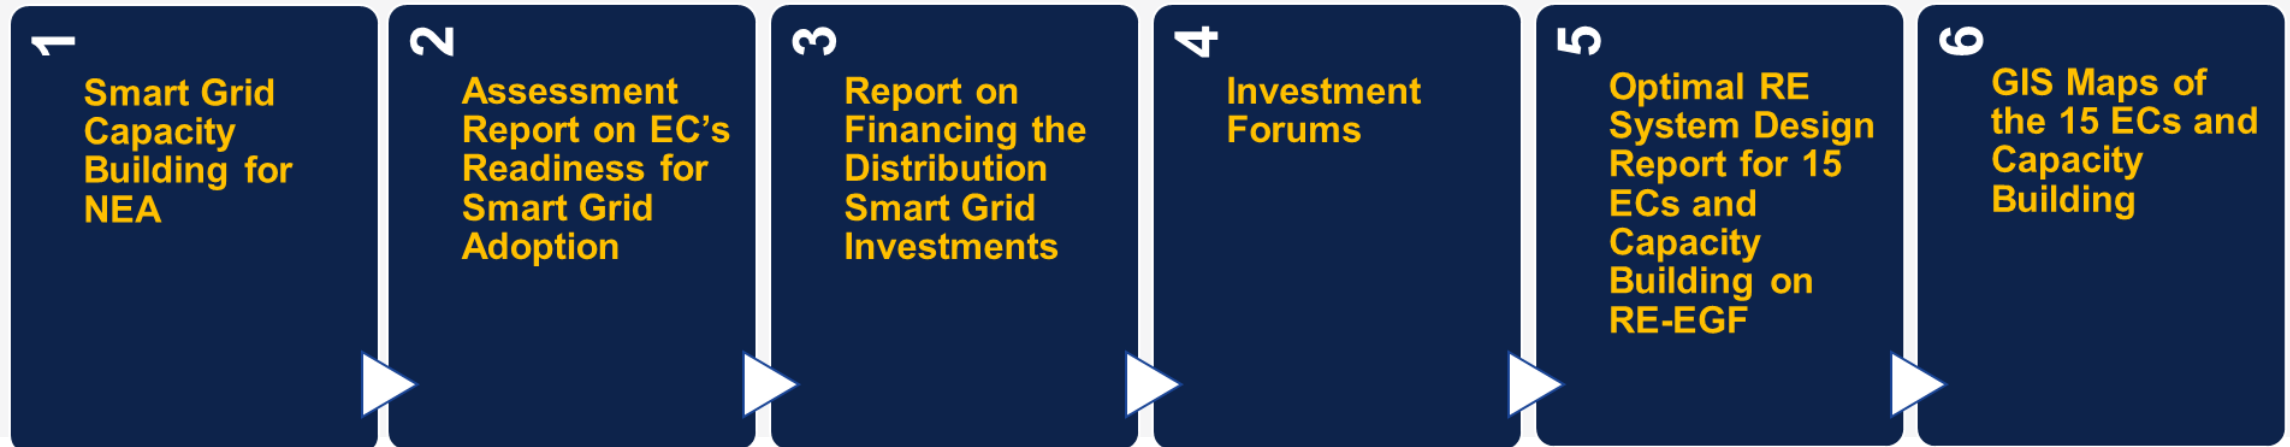 1
Smart Grid
Capacity
Building for
NEA
2
Assessment
Report on EC’s
Readiness for
Smart Grid
Adoption
3
Report on
Financing the
Distribution
Smart Grid
Investments
4
Investment
Forums
5
Optimal RE
System Design
Report for 15
ECs and
Capacity
Building on
RE-EGF
6
GIS Maps of
the 15 ECs and
Capacity
Building